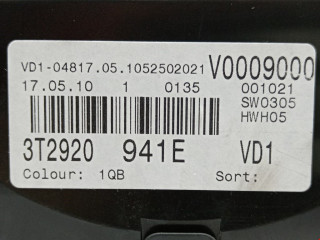 VD1-04817.05.1052502021 V0009000
17.05.10 1 0135 001021
SW0305
HWH05
3T2920 941E VD1
Colour: 1QB Sort: